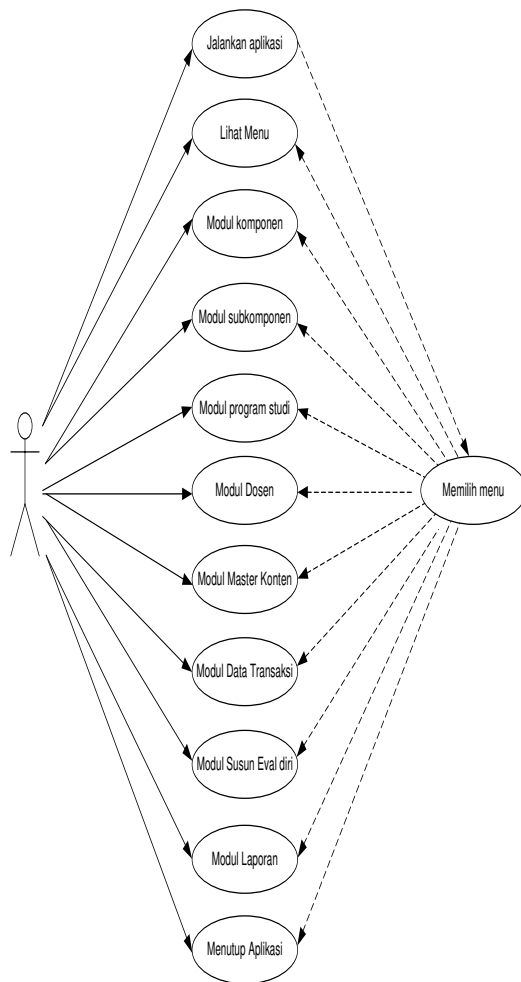 Jalankan aplikasi
Lihat Menu
Modul komponen
Modul subkomponen
Modul program studi
Modul Dosen
Memilih menu
Modul Master Konten
Modul Data Transaksi
Modul Susun Eval diri
Modul Laporan
Menutup Aplikasi